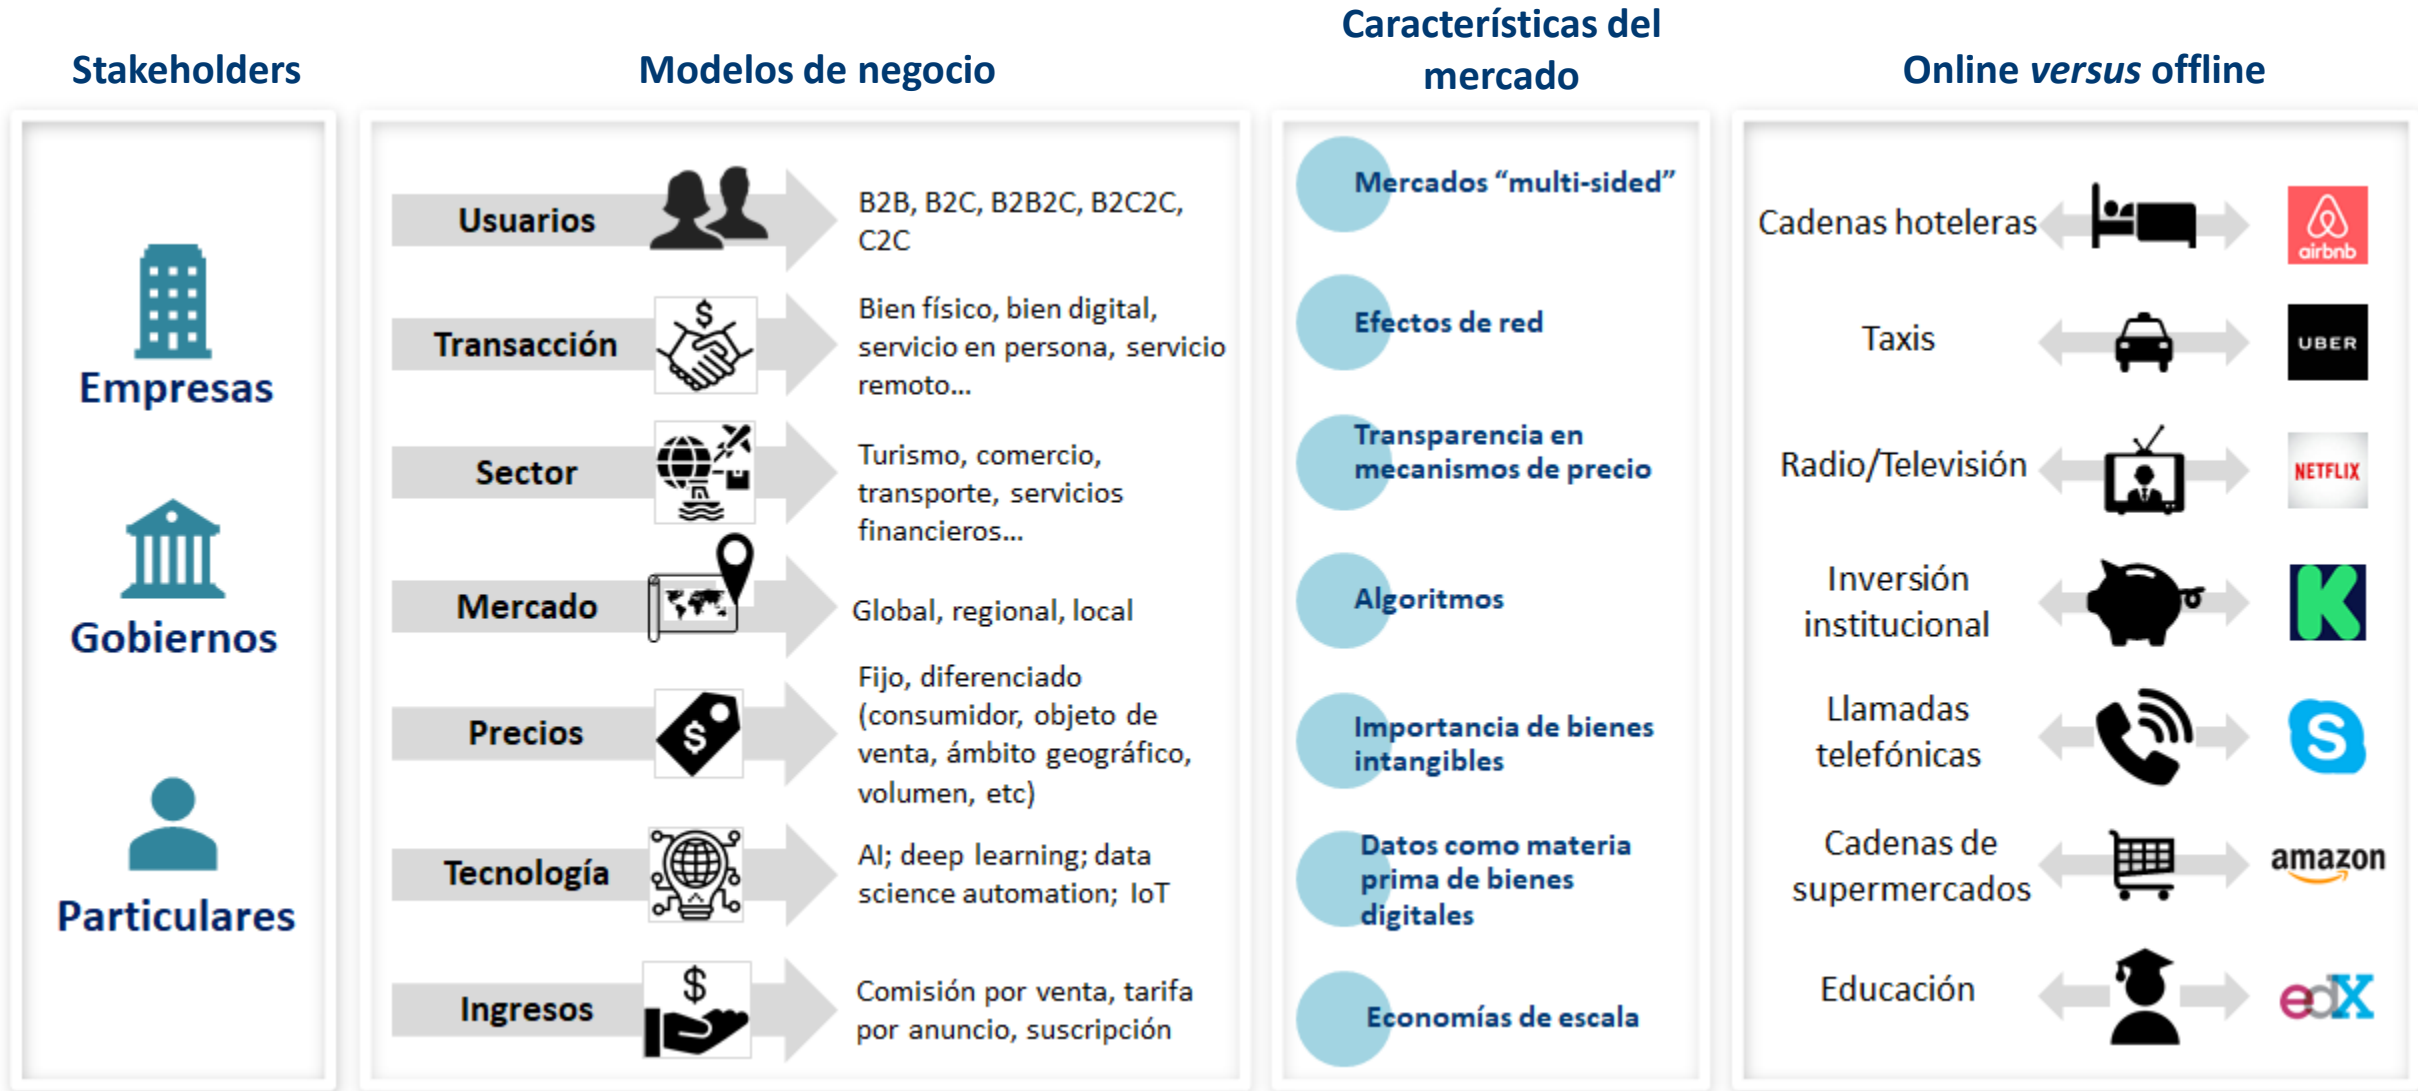 Stakeholders
Empresas
Gobiernos
Particulares
Modelos de negocio
Usuarios
B2B, B2C, B2B2C, B2C2C,
C2C
Transacción
Bien físico, bien digital,
servicio en persona, servicio
remoto...
Sector
Turismo, comercio,
transporte, servicios
financieros...
Mercado
Global, regional, local
Precios
Fijo, diferenciado
(consumidor, objeto de
venta, ámbito geográfico,
volumen, etc)
Tecnología
AI; deep learning; data
science automation; IoT
Ingresos
Comisión por venta, tarifa
por anuncio, suscripción
Características del
mercado
Mercados “multi-sided”
Efectos de red
Transparencia en
mecanismos de precio
Algoritmos
Importancia de bienes
intangibles
Datos como materia
prima de bienes
digitales
Economías de escala
Online versus offline
Cadenas hoteleras
airbnb
Taxis
UBER
Radio/Televisión
NETFLIX
Inversión
institucional
K
Llamadas
telefónicas
S
Cadenas de
supermercados
amazon
Educación
edX